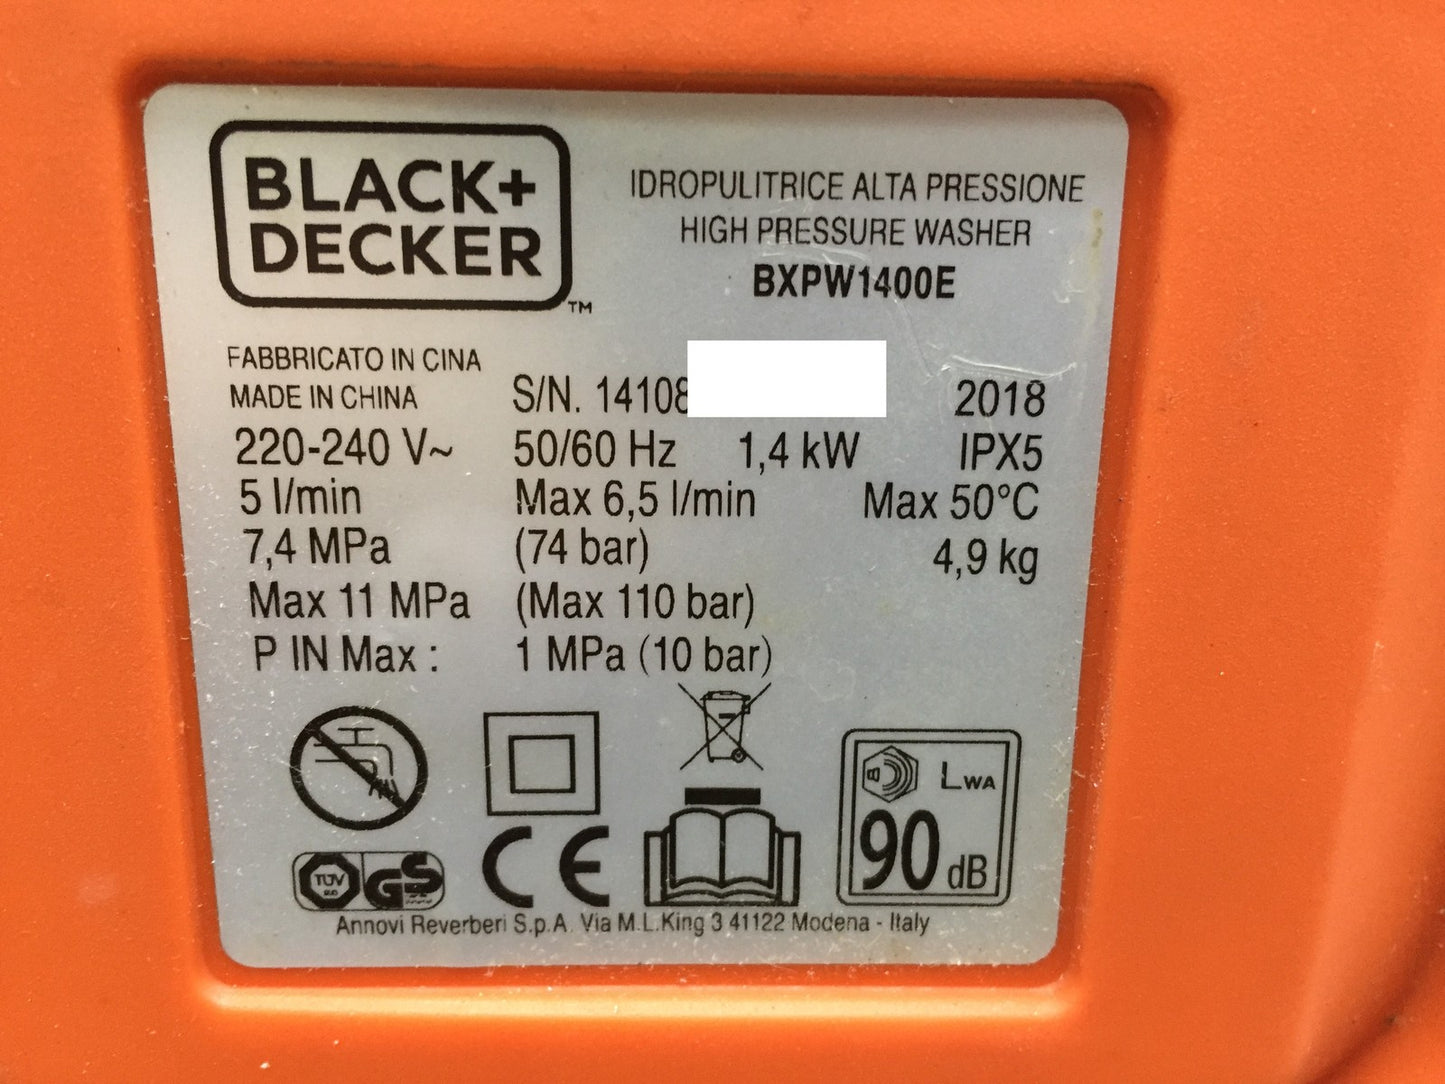 BLACK+
DECKER
TM
IDROPULITRICE ALTA PRESSIONE
HIGH PRESSURE WASHER
BXPW1400E
FABBRICATO IN CINA
MADE IN CHINA
S/N. 14108
2018
220-240 V~ 50/60 Hz 1,4 kW IPX5
5 l/min Max 6,5 l/min Max 50°C
7,4 MPa (74 bar) 4,9 kg
Max 11 MPa (Max 110 bar)
P IN Max : 1 MPa (10 bar)
LWA
90 dB
TÜV
GS
CE
Annovi Reverberi S.p.A. Via M.L.King 3 41122 Modena - Italy